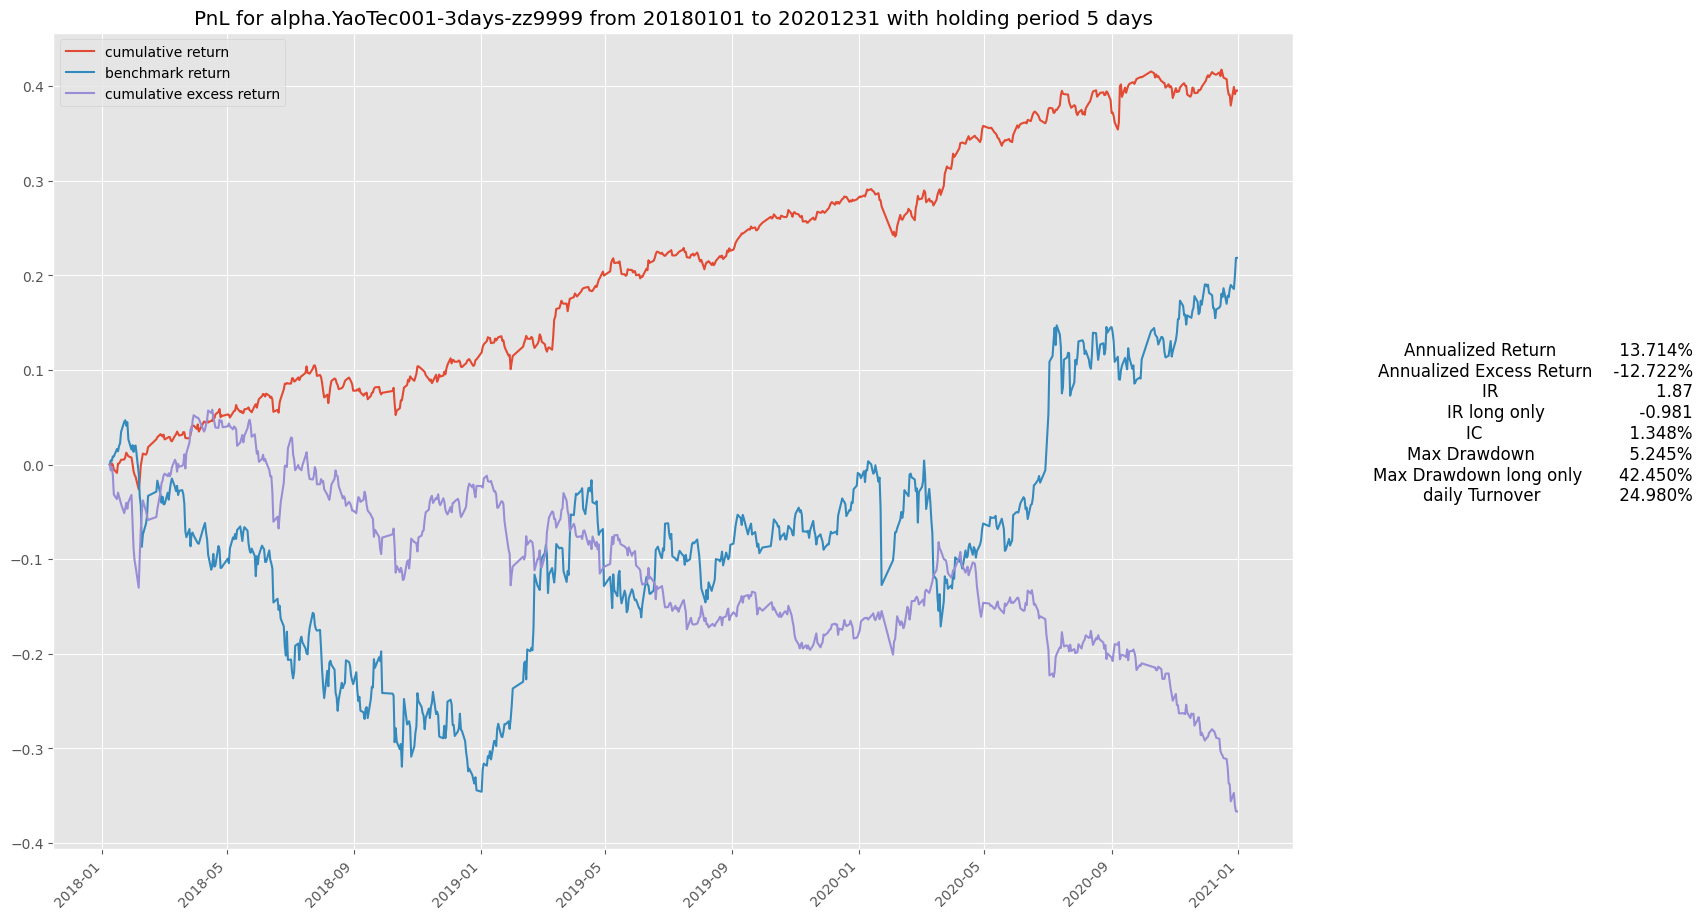 PnL for alpha.YaoTec001-3days-zz9999 from 20180101 to 20201231 with holding period 5 days
cumulative return
benchmark return
cumulative excess return
0.4
0.3
0.2
0.1
0.0
−0.1
−0.2
−0.3
−0.4
2018-01
2018-05
2018-09
2019-01
2019-05
2019-09
2020-01
2020-05
2020-09
2021-01
Annualized Return 13.714%
Annualized Excess Return -12.722%
IR 1.87
IR long only -0.981
IC 1.348%
Max Drawdown 5.245%
Max Drawdown long only 42.450%
daily Turnover 24.980%